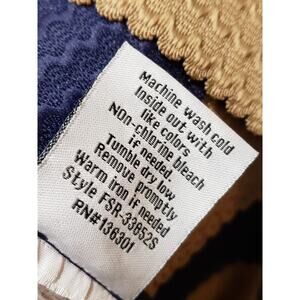 Machine wash cold
Inside out with
like colors
NOn-chlorine bleach
if needed
Tumble dry low
Remove promptly
Warm iron if needed
Style FSR-33852S
RN#136301